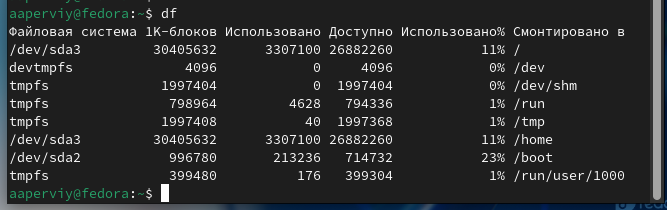 aaperviy@fedora:~$ df
Файловая система 1K-блоков Использовано Доступно Использовано% Смонтировано в
/dev/sda3 30405632 3307100 26882260 11% /
devtmpfs 4096 0 4096 0% /dev
tmpfs 1997404 0 1997404 0% /dev/shm
tmpfs 798964 4628 794336 1% /run
tmpfs 1997408 40 1997368 1% /tmp
/dev/sda3 30405632 3307100 26882260 11% /home
/dev/sda2 996780 213236 714732 23% /boot
tmpfs 399480 176 399304 1% /run/user/1000
aaperviy@fedora:~$